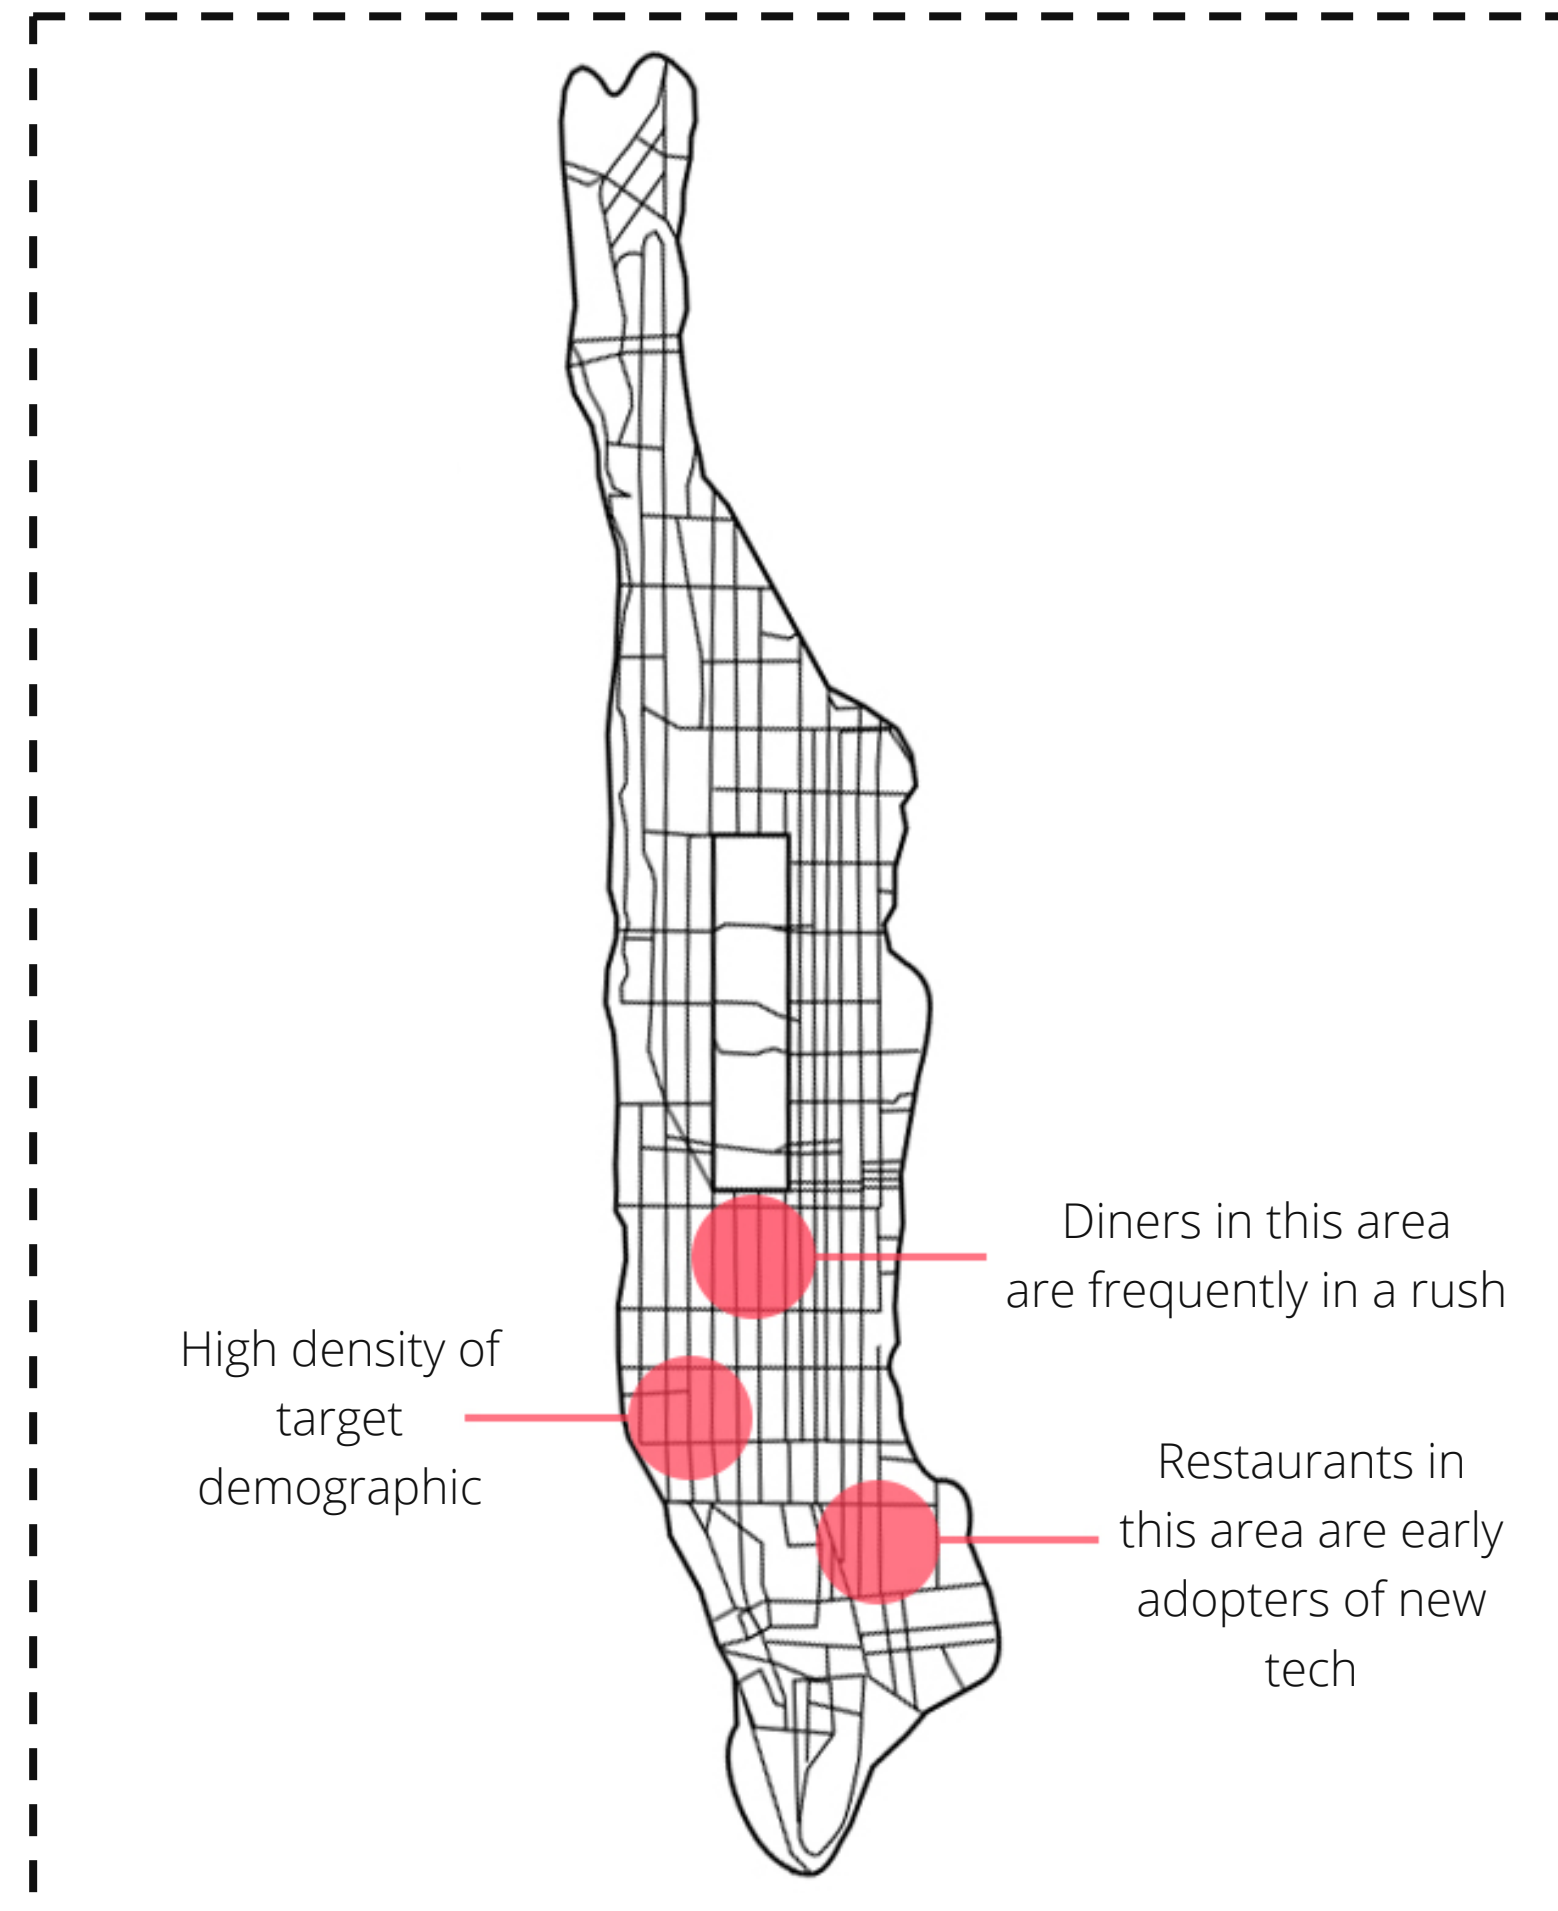 Diners in this area
are frequently in a rush
High density of
target
demographic
Restaurants in
this area are early
adopters of new
tech